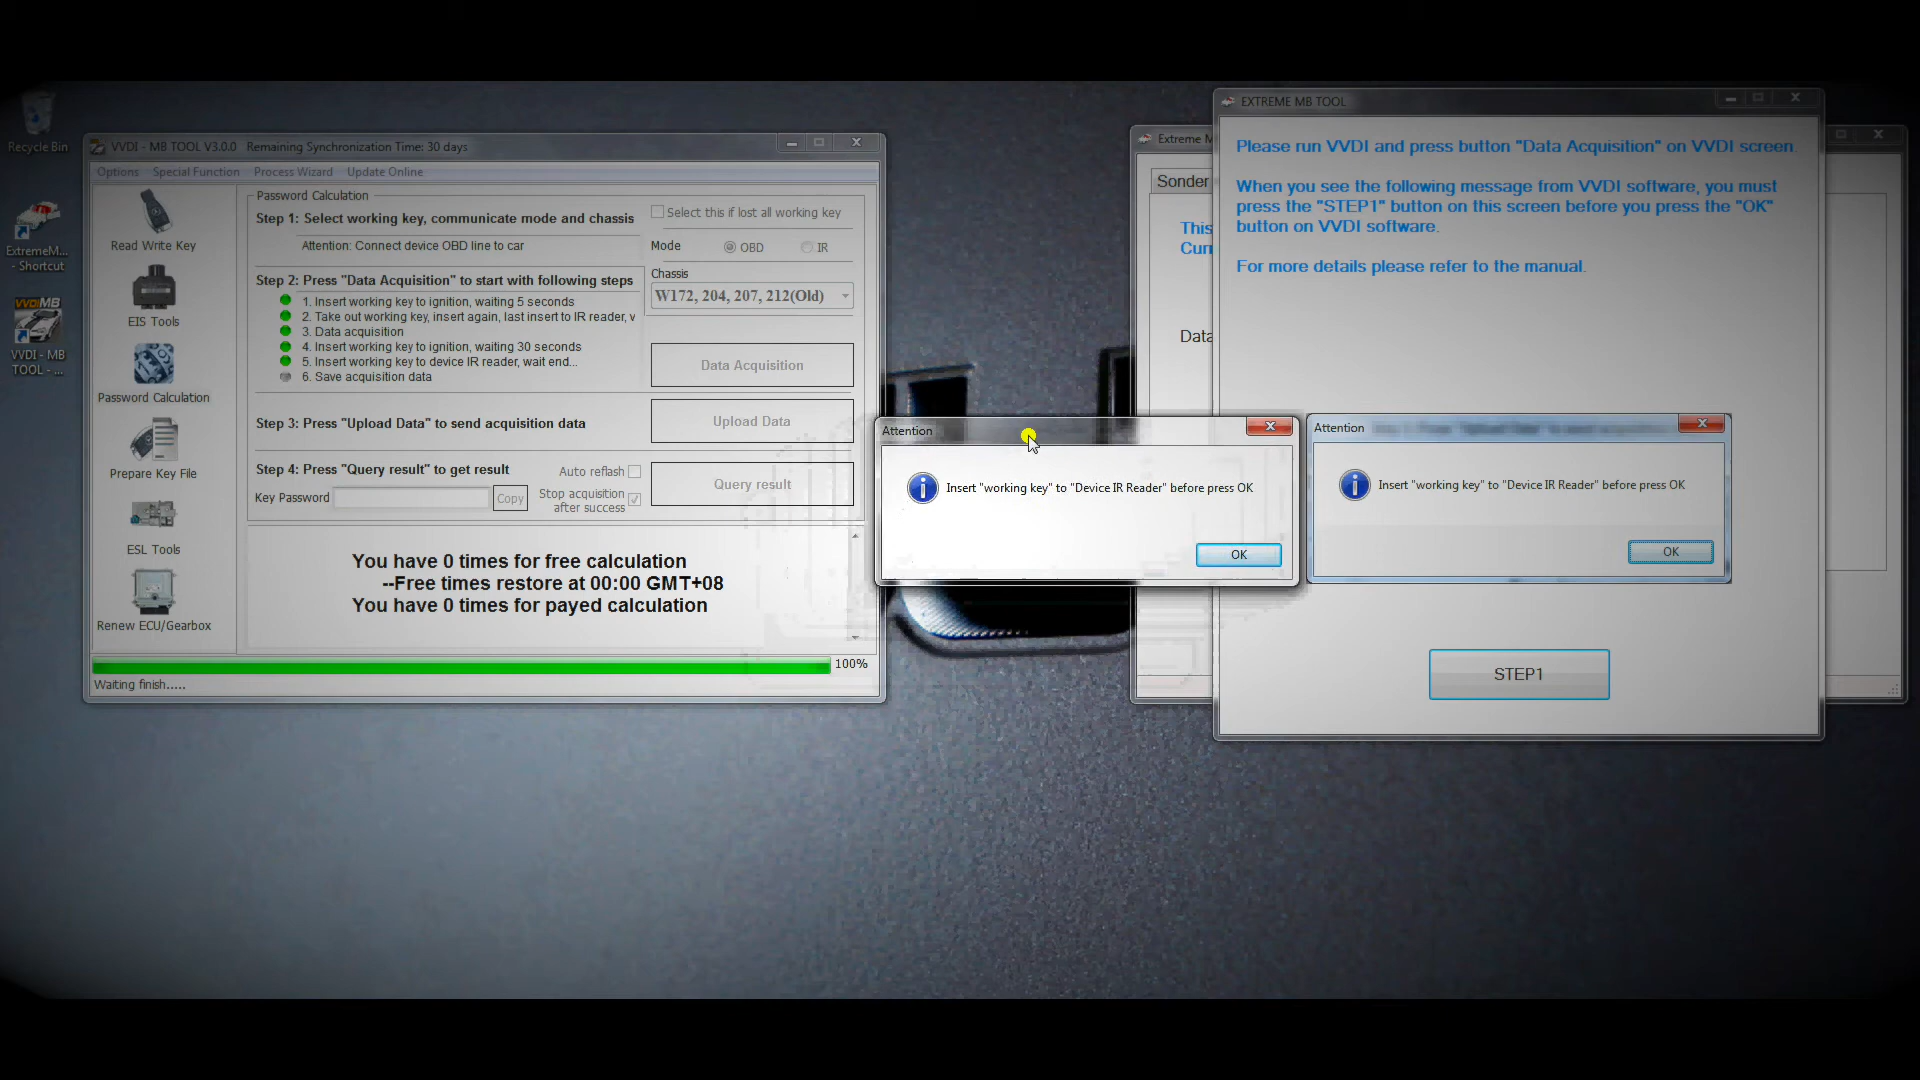 Recycle Bin
ExtremeM...
- Shortcut
VVDI - MB
TOOL - ...
VVDI - MB TOOL V3.0.0 Remaining Synchronization Time: 30 days
Options Special Function Process Wizard Update Online
Read Write Key
EIS Tools
Password Calculation
Prepare Key File
ESL Tools
Renew ECU/Gearbox
Password Calculation
Step 1: Select working key, communicate mode and chassis
Attention: Connect device OBD line to car
Select this if lost all working key
Mode OBD IR
Chassis
W172, 204, 207, 212(Old)
Step 2: Press "Data Acquisition" to start with following steps
1. Insert working key to ignition, waiting 5 seconds
2. Take out working key, insert again, last insert to IR reader, v
3. Data acquisition
4. Insert working key to ignition, waiting 30 seconds
5. Insert working key to device IR reader, wait end...
6. Save acquisition data
Data Acquisition
Step 3: Press "Upload Data" to send acquisition data
Upload Data
Step 4: Press "Query result" to get result
Auto reflash
Key Password
Copy
Stop acquisition
after success
Query result
You have 0 times for free calculation
--Free times restore at 00:00 GMT+08
You have 0 times for payed calculation
100%
Waiting finish.....
Attention
Insert "working key" to "Device IR Reader" before press OK
OK
Extreme M
Sonder
This
Curr
Data
EXTREME MB TOOL
Please run VVDI and press button "Data Acquisition" on VVDI screen.
When you see the following message from VVDI software, you must
press the "STEP1" button on this screen before you press the "OK"
button on VVDI software.
For more details please refer to the manual.
Attention
Insert "working key" to "Device IR Reader" before press OK
OK
STEP1